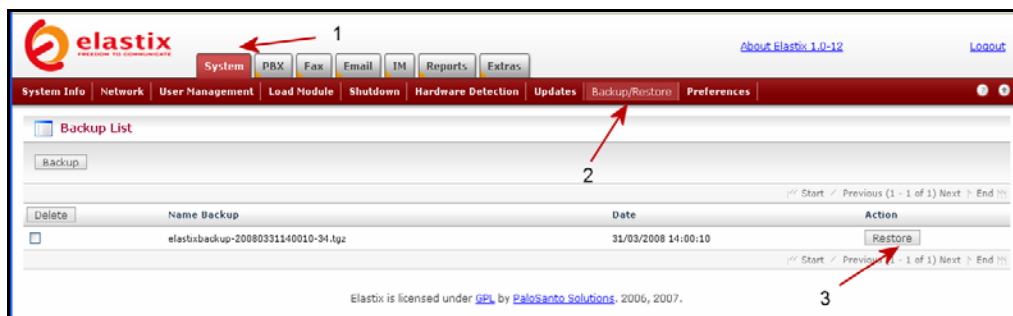 elastix
FREEDOM TO COMMUNICATE
1
About Elastix 1.0-12
Logout
System PBX Fax Email IM Reports Extras
System Info Network User Management Load Module Shutdown Hardware Detection Updates Backup/Restore Preferences
Backup List
Backup
2
Start Previous (1 - 1 of 1) Next End
Delete Name Backup Date Action
elastixbackup-20080331140010-34.tgz 31/03/2008 14:00:10 Restore
Start Previous (1 - 1 of 1) Next End
Elastix is licensed under GPL by PaloSanto Solutions. 2006, 2007.
3